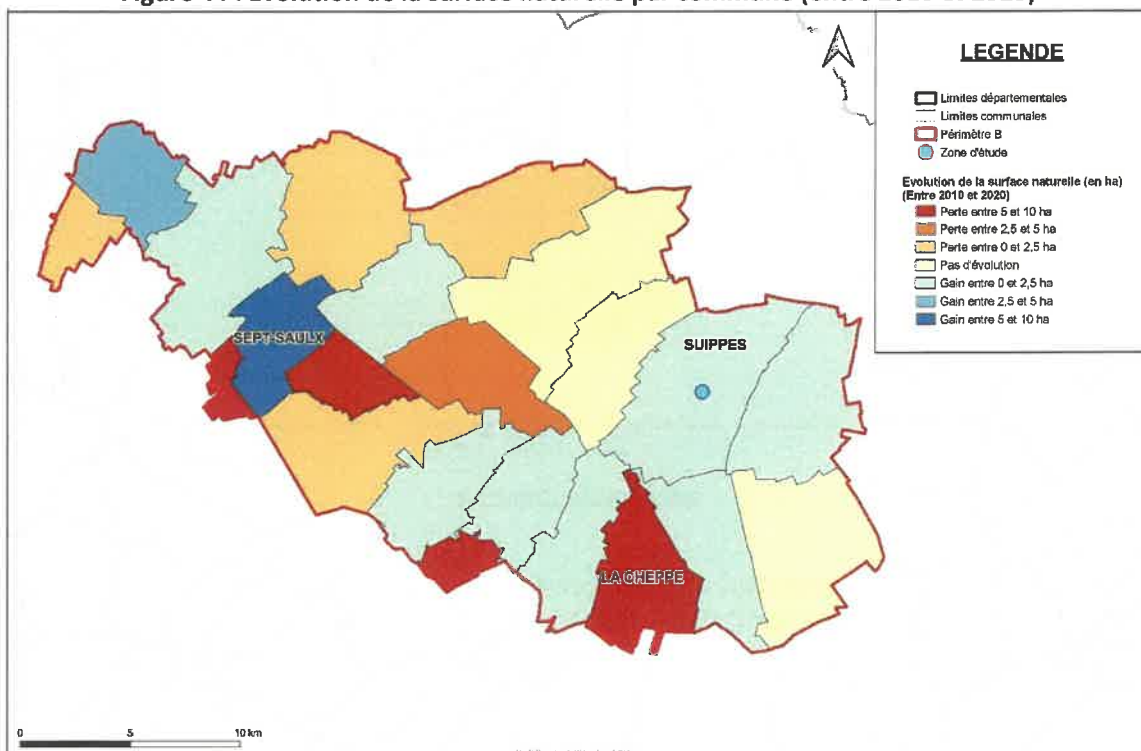 LEGENDE
Limites départementales
Limites communales
Périmètre B
Zone d'étude
Evolution de la surface naturelle (en ha)
(Entre 2010 et 2020)
Perte entre 5 et 10 ha
Perte entre 2,5 et 5 ha
Perte entre 0 et 2,5 ha
Pas d'évolution
Gain entre 0 et 2,5 ha
Gain entre 2,5 et 5 ha
Gain entre 5 et 10 ha
SEPT-SAULX
SUIPPES
LA CHEPPE
0 5 10 km